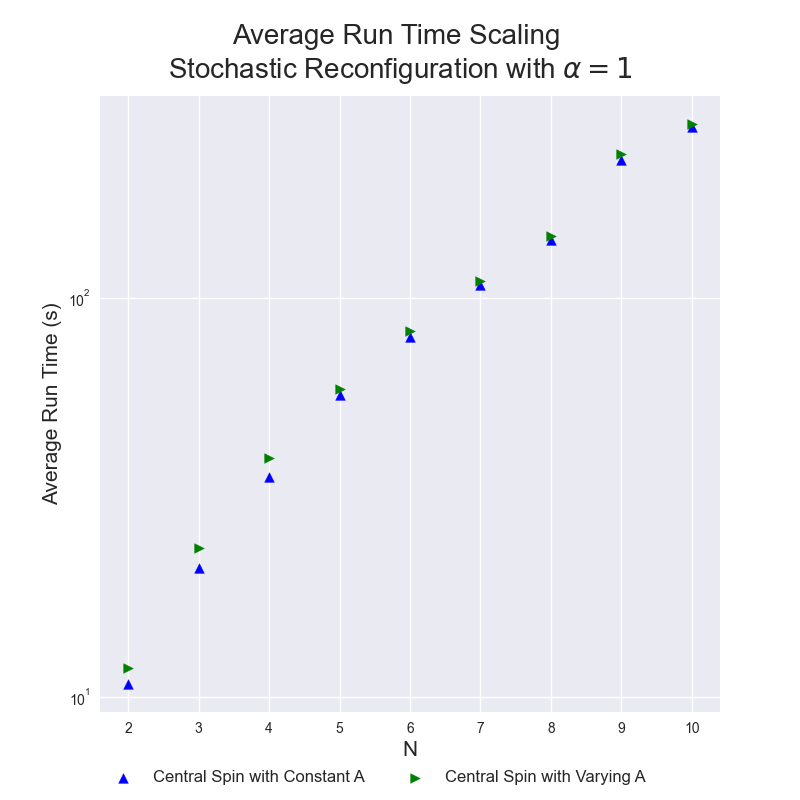 Average Run Time Scaling
Stochastic Reconfiguration with α = 1
Average Run Time (s)
10²
10¹
2 3 4 5 6 7 8 9 10
N
Central Spin with Constant A Central Spin with Varying A